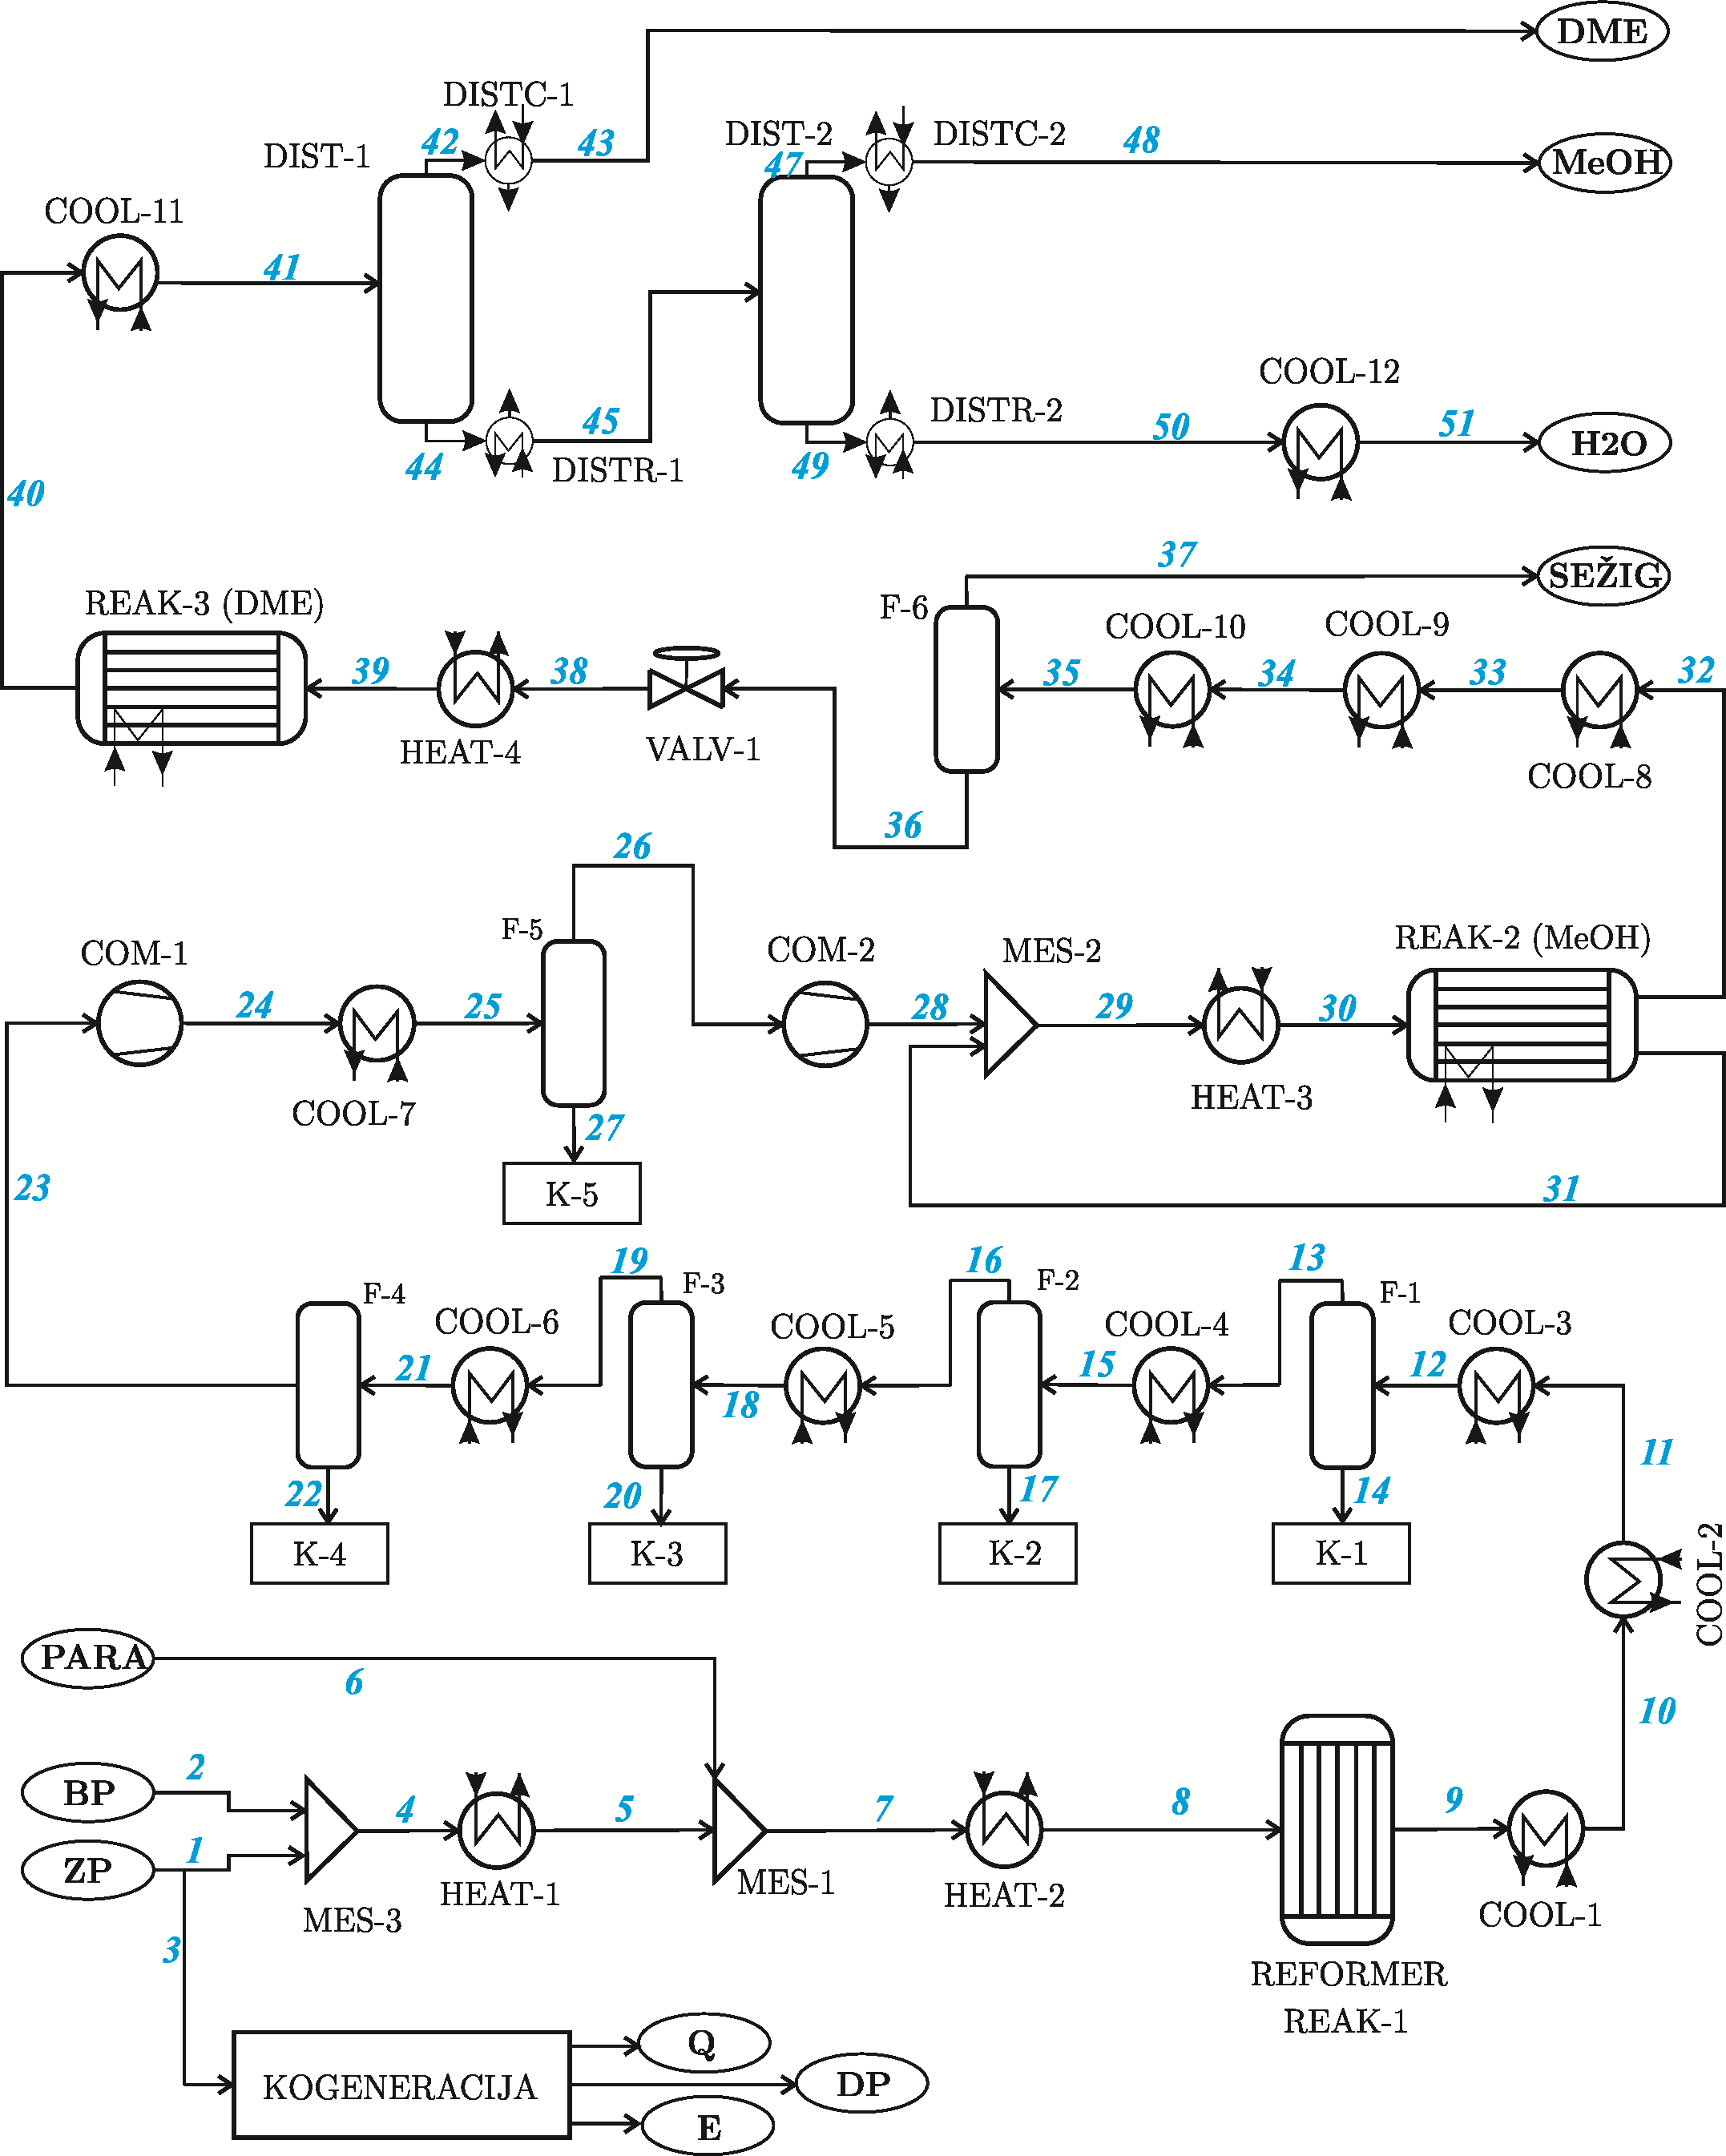 DME
DISTC-1
42
43
DIST-1
DIST-2
DISTC-2
48
47
MeOH
COOL-11
41
COOL-12
45
DISTR-2
50
51
H2O
44
DISTR-1
49
40
37
SEŽIG
REAK-3 (DME)
F-6
COOL-10
COOL-9
39
38
35
34
33
32
HEAT-4
VALV-1
COOL-8
36
26
COM-1
F-5
COM-2
MES-2
REAK-2 (MeOH)
24
25
28
29
30
COOL-7
HEAT-3
27
23
K-5
31
19
F-3
16
F-2
13
F-1
F-4
COOL-6
COOL-5
COOL-4
COOL-3
21
18
15
12
11
22
20
17
14
K-4
K-3
K-2
K-1
COOL-2
PARA
6
10
BP
2
4
5
7
8
9
ZP
1
HEAT-1
MES-1
HEAT-2
COOL-1
MES-3
3
REFORMER
REAK-1
Q
KOGENERACIJA
DP
E